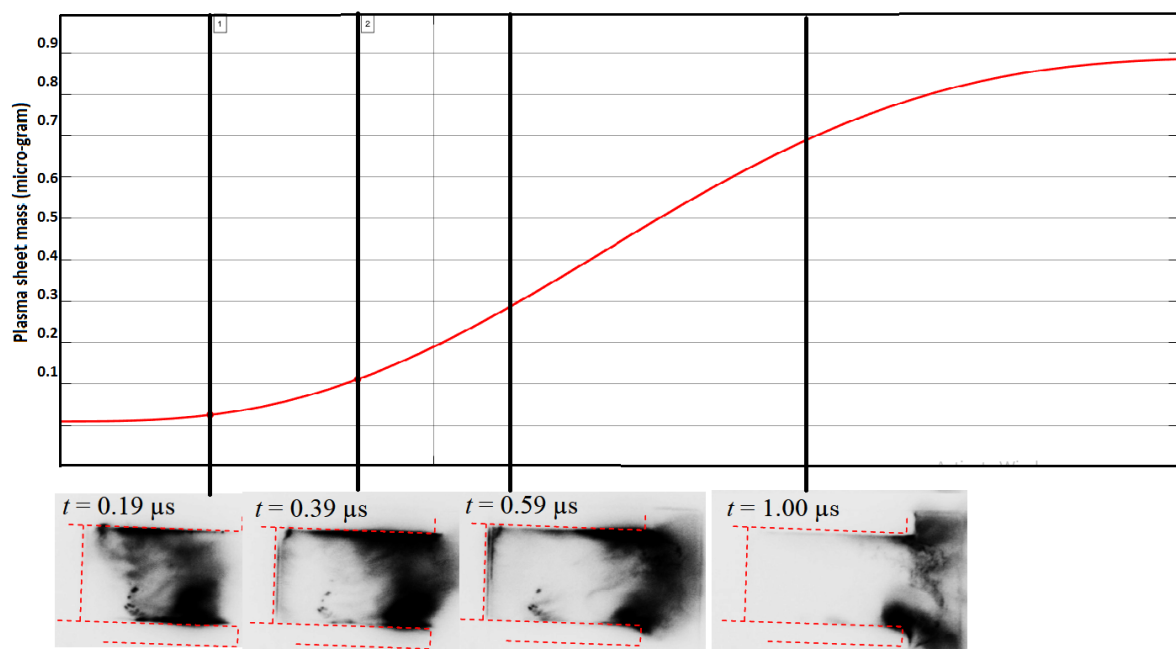 1
2
0.9
0.8
0.7
0.6
0.5
0.4
0.3
0.2
0.1
Plasma sheet mass (micro-gram)
t = 0.19 µs
t = 0.39 µs
t = 0.59 µs
t = 1.00 µs